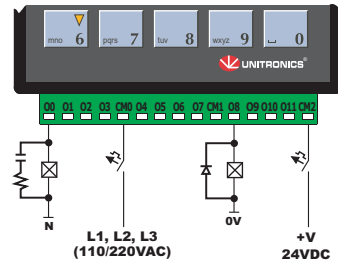 mno 6 pqrs 7 tuv 8 wxyz 9 0
UNITRONICS®
O0 O1 O2 O3 CM0 O4 O5 O6 O7 CM1 O8 O9 O10 O11 CM2
N
L1, L2, L3
(110/220VAC)
0V
+V
24VDC